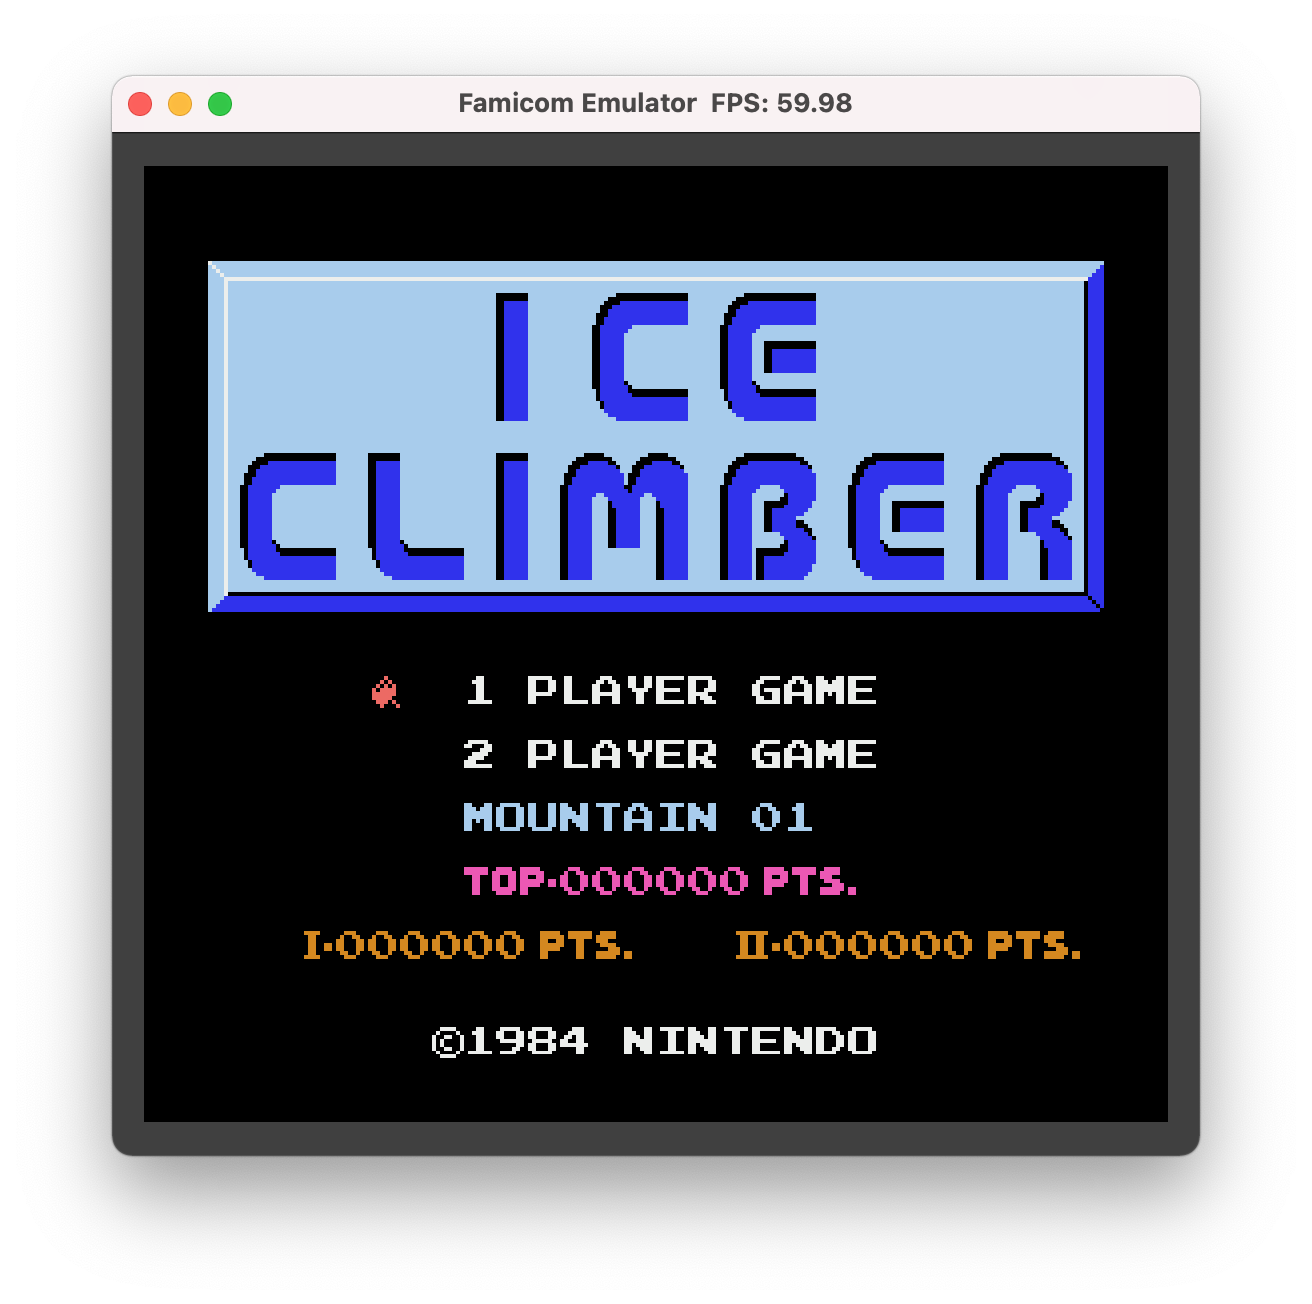 Famicom Emulator FPS: 59.98
ICE
CLIMBER
1 PLAYER GAME
2 PLAYER GAME
MOUNTAIN 01
TOP·000000 PTS.
I·000000 PTS. II·000000 PTS.
©1984 NINTENDO